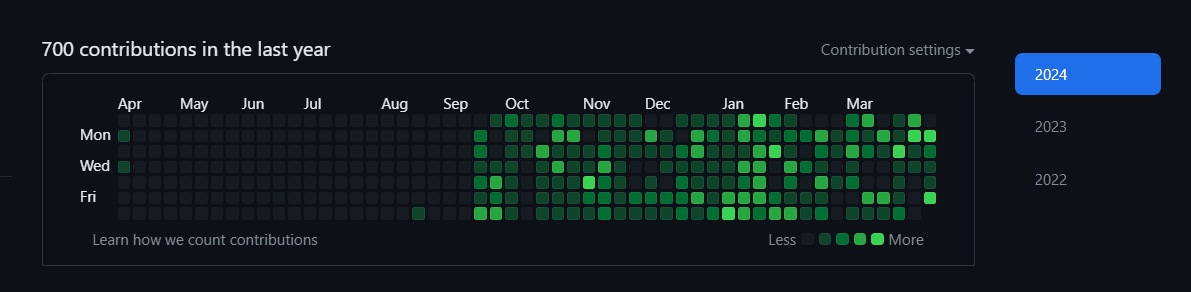 700 contributions in the last year
Contribution settings
2024
2023
2022
Apr May Jun Jul Aug Sep Oct Nov Dec Jan Feb Mar
Mon
Wed
Fri
Learn how we count contributions
Less More